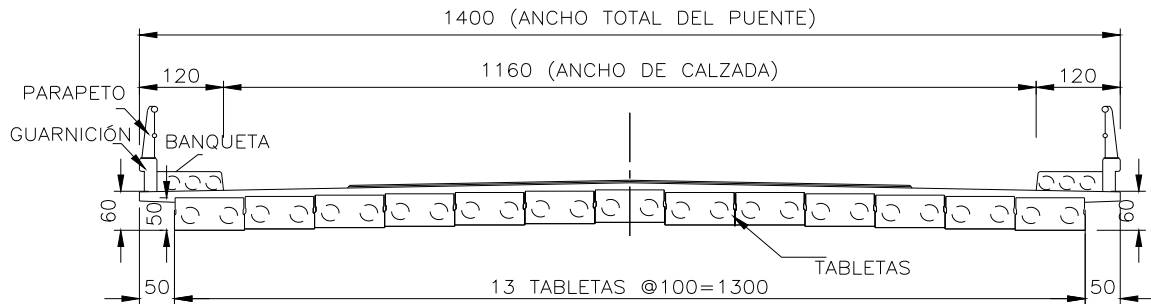 1400 (ANCHO TOTAL DEL PUENTE)
120
1160 (ANCHO DE CALZADA)
120
PARAPETO
GUARNICIÓN
BANQUETA
60
50
60
TABLETAS
50
13 TABLETAS @100=1300
50